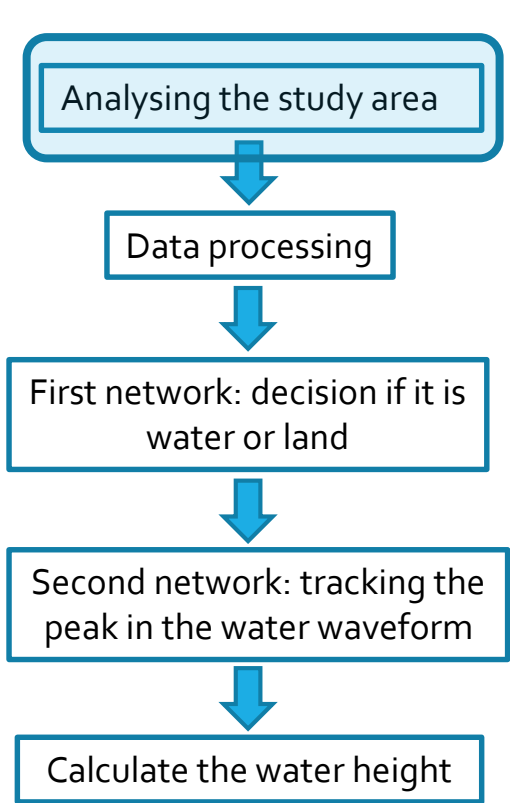 Analysing the study area
Data processing
First network: decision if it is
water or land
Second network: tracking the
peak in the water waveform
Calculate the water height